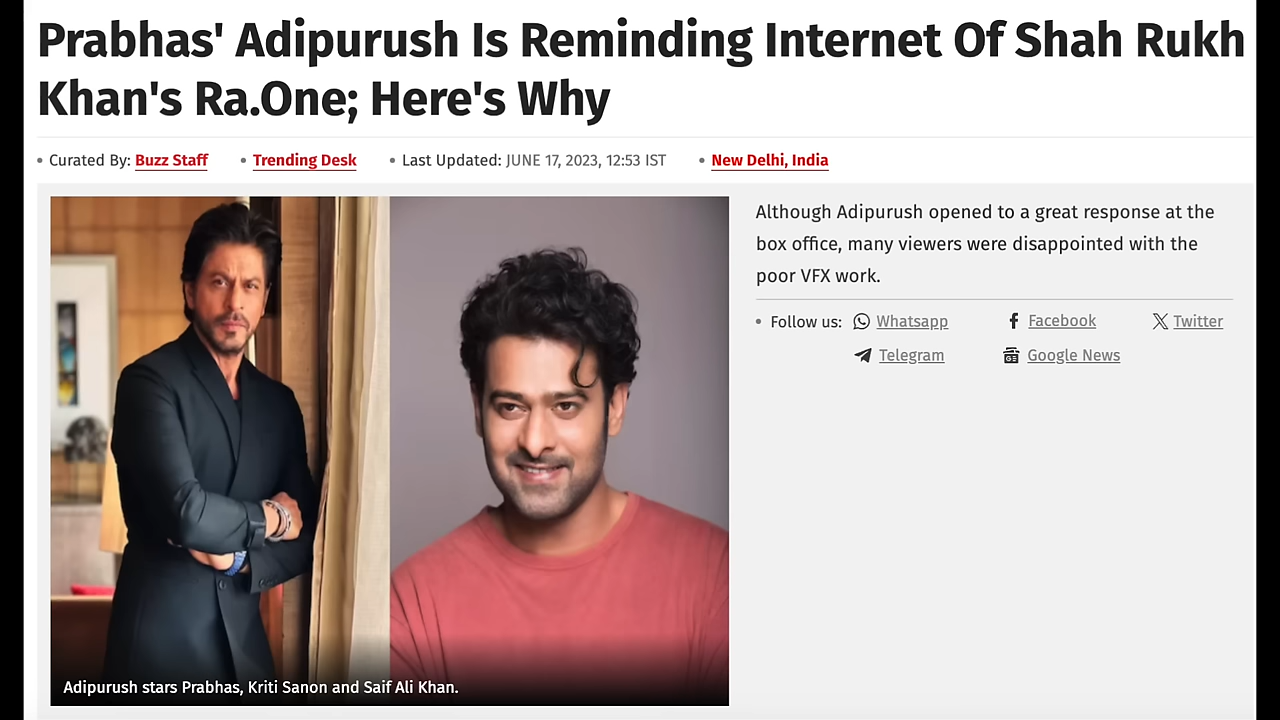 Prabhas' Adipurush Is Reminding Internet Of Shah Rukh
Khan's Ra.One; Here's Why
• Curated By: Buzz Staff • Trending Desk • Last Updated: JUNE 17, 2023, 12:53 IST • New Delhi, India
Although Adipurush opened to a great response at the
box office, many viewers were disappointed with the
poor VFX work.
• Follow us: Whatsapp Facebook Twitter
Telegram Google News
Adipurush stars Prabhas, Kriti Sanon and Saif Ali Khan.